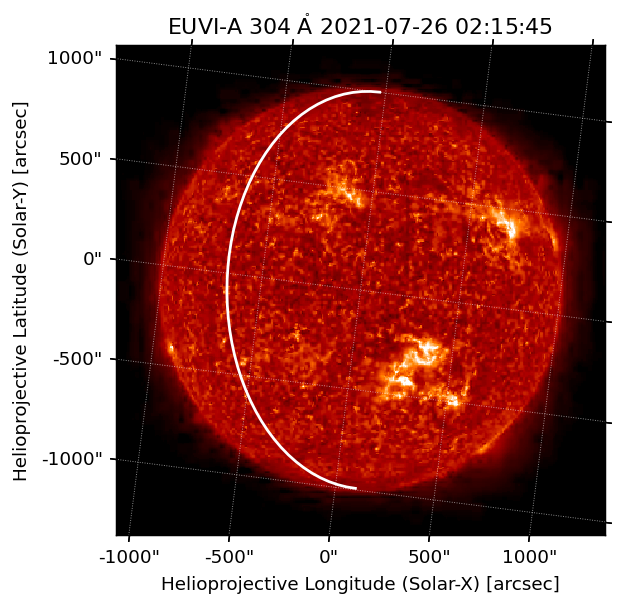 EUVI-A 304 Å 2021-07-26 02:15:45
1000"
500"
0"
-500"
-1000"
Helioprojective Latitude (Solar-Y) [arcsec]
-1000" -500" 0" 500" 1000"
Helioprojective Longitude (Solar-X) [arcsec]